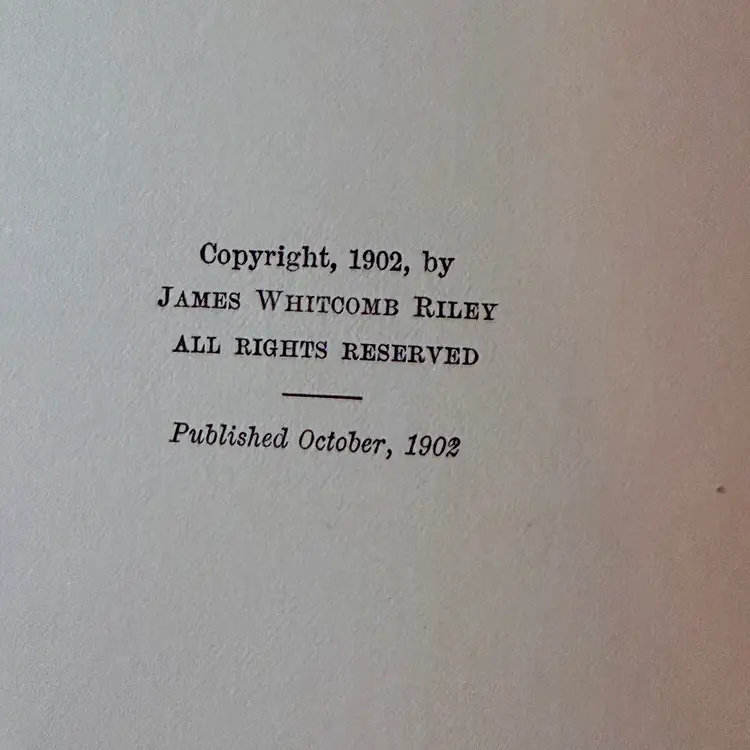 Copyright, 1902, by
JAMES WHITCOMB RILEY
ALL RIGHTS RESERVED
Published October, 1902